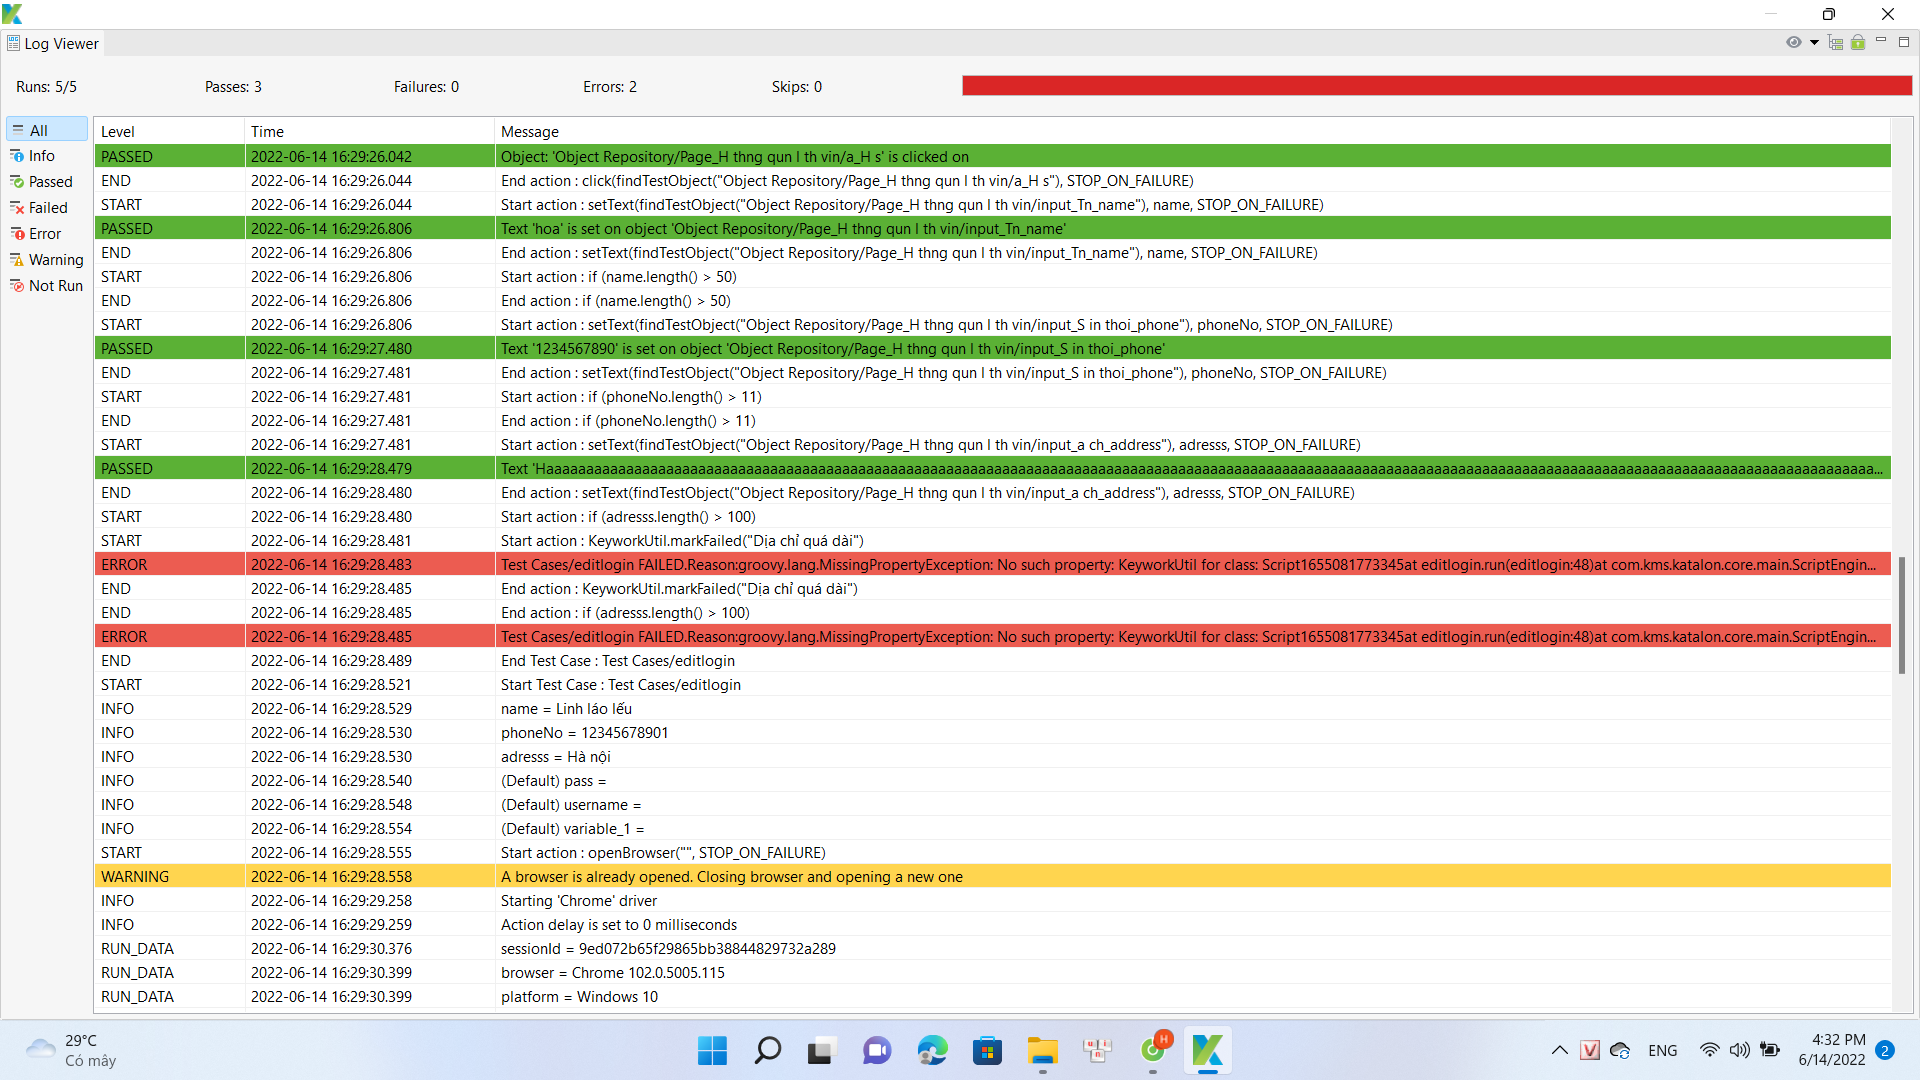 Log Viewer
Runs: 5/5 Passes: 3 Failures: 0 Errors: 2 Skips: 0
All
Info
Passed
Failed
Error
Warning
Not Run
Level Time Message
PASSED 2022-06-14 16:29:26.042 Object: 'Object Repository/Page_H thng qun l th vin/a_H s' is clicked on
END 2022-06-14 16:29:26.044 End action : click(findTestObject("Object Repository/Page_H thng qun l th vin/a_H s"), STOP_ON_FAILURE)
START 2022-06-14 16:29:26.044 Start action : setText(findTestObject("Object Repository/Page_H thng qun l th vin/input_Tn_name"), name, STOP_ON_FAILURE)
PASSED 2022-06-14 16:29:26.806 Text 'hoa' is set on object 'Object Repository/Page_H thng qun l th vin/input_Tn_name'
END 2022-06-14 16:29:26.806 End action : setText(findTestObject("Object Repository/Page_H thng qun l th vin/input_Tn_name"), name, STOP_ON_FAILURE)
START 2022-06-14 16:29:26.806 Start action : if (name.length() > 50)
END 2022-06-14 16:29:26.806 End action : if (name.length() > 50)
START 2022-06-14 16:29:26.806 Start action : setText(findTestObject("Object Repository/Page_H thng qun l th vin/input_S in thoi_phone"), phoneNo, STOP_ON_FAILURE)
PASSED 2022-06-14 16:29:27.480 Text '1234567890' is set on object 'Object Repository/Page_H thng qun l th vin/input_S in thoi_phone'
END 2022-06-14 16:29:27.481 End action : setText(findTestObject("Object Repository/Page_H thng qun l th vin/input_S in thoi_phone"), phoneNo, STOP_ON_FAILURE)
START 2022-06-14 16:29:27.481 Start action : if (phoneNo.length() > 11)
END 2022-06-14 16:29:27.481 End action : if (phoneNo.length() > 11)
START 2022-06-14 16:29:27.481 Start action : setText(findTestObject("Object Repository/Page_H thng qun l th vin/input_a ch_address"), adresss, STOP_ON_FAILURE)
PASSED 2022-06-14 16:29:28.479 Text
END 2022-06-14 16:29:28.480 End action : setText(findTestObject("Object Repository/Page_H thng qun l th vin/input_a ch_address"), adresss, STOP_ON_FAILURE)
START 2022-06-14 16:29:28.480 Start action : if (adresss.length() > 100)
START 2022-06-14 16:29:28.481 Start action : KeyworkUtil.markFailed("Dịa chỉ quá dài")
ERROR 2022-06-14 16:29:28.483 Test Cases/editlogin FAILED.Reason:groovy.lang.MissingPropertyException: No such property: KeyworkUtil for class: Script1655081773345at editlogin.run(editlogin:48)at com.kms.katalon.core.main.ScriptEngin...
END 2022-06-14 16:29:28.485 End action : KeyworkUtil.markFailed("Dịa chỉ quá dài")
END 2022-06-14 16:29:28.485 End action : if (adresss.length() > 100)
ERROR 2022-06-14 16:29:28.485 Test Cases/editlogin FAILED.Reason:groovy.lang.MissingPropertyException: No such property: KeyworkUtil for class: Script1655081773345at editlogin.run(editlogin:48)at com.kms.katalon.core.main.ScriptEngin...
END 2022-06-14 16:29:28.489 End Test Case : Test Cases/editlogin
START 2022-06-14 16:29:28.521 Start Test Case : Test Cases/editlogin
INFO 2022-06-14 16:29:28.529 name = Linh láo lếu
INFO 2022-06-14 16:29:28.530 phoneNo = 12345678901
INFO 2022-06-14 16:29:28.530 adresss = Hà nội
INFO 2022-06-14 16:29:28.540 (Default) pass =
INFO 2022-06-14 16:29:28.548 (Default) username =
INFO 2022-06-14 16:29:28.554 (Default) variable_1 =
START 2022-06-14 16:29:28.555 Start action : openBrowser("", STOP_ON_FAILURE)
WARNING 2022-06-14 16:29:28.558 A browser is already opened. Closing browser and opening a new one
INFO 2022-06-14 16:29:29.258 Starting 'Chrome' driver
INFO 2022-06-14 16:29:29.259 Action delay is set to 0 milliseconds
RUN_DATA 2022-06-14 16:29:30.376 sessionId = 9ed072b65f29865bb38844829732a289
RUN_DATA 2022-06-14 16:29:30.399 browser = Chrome 102.0.5005.115
RUN_DATA 2022-06-14 16:29:30.399 platform = Windows 10
29°C
Có mây
H
ENG
4:32 PM
6/14/2022
2